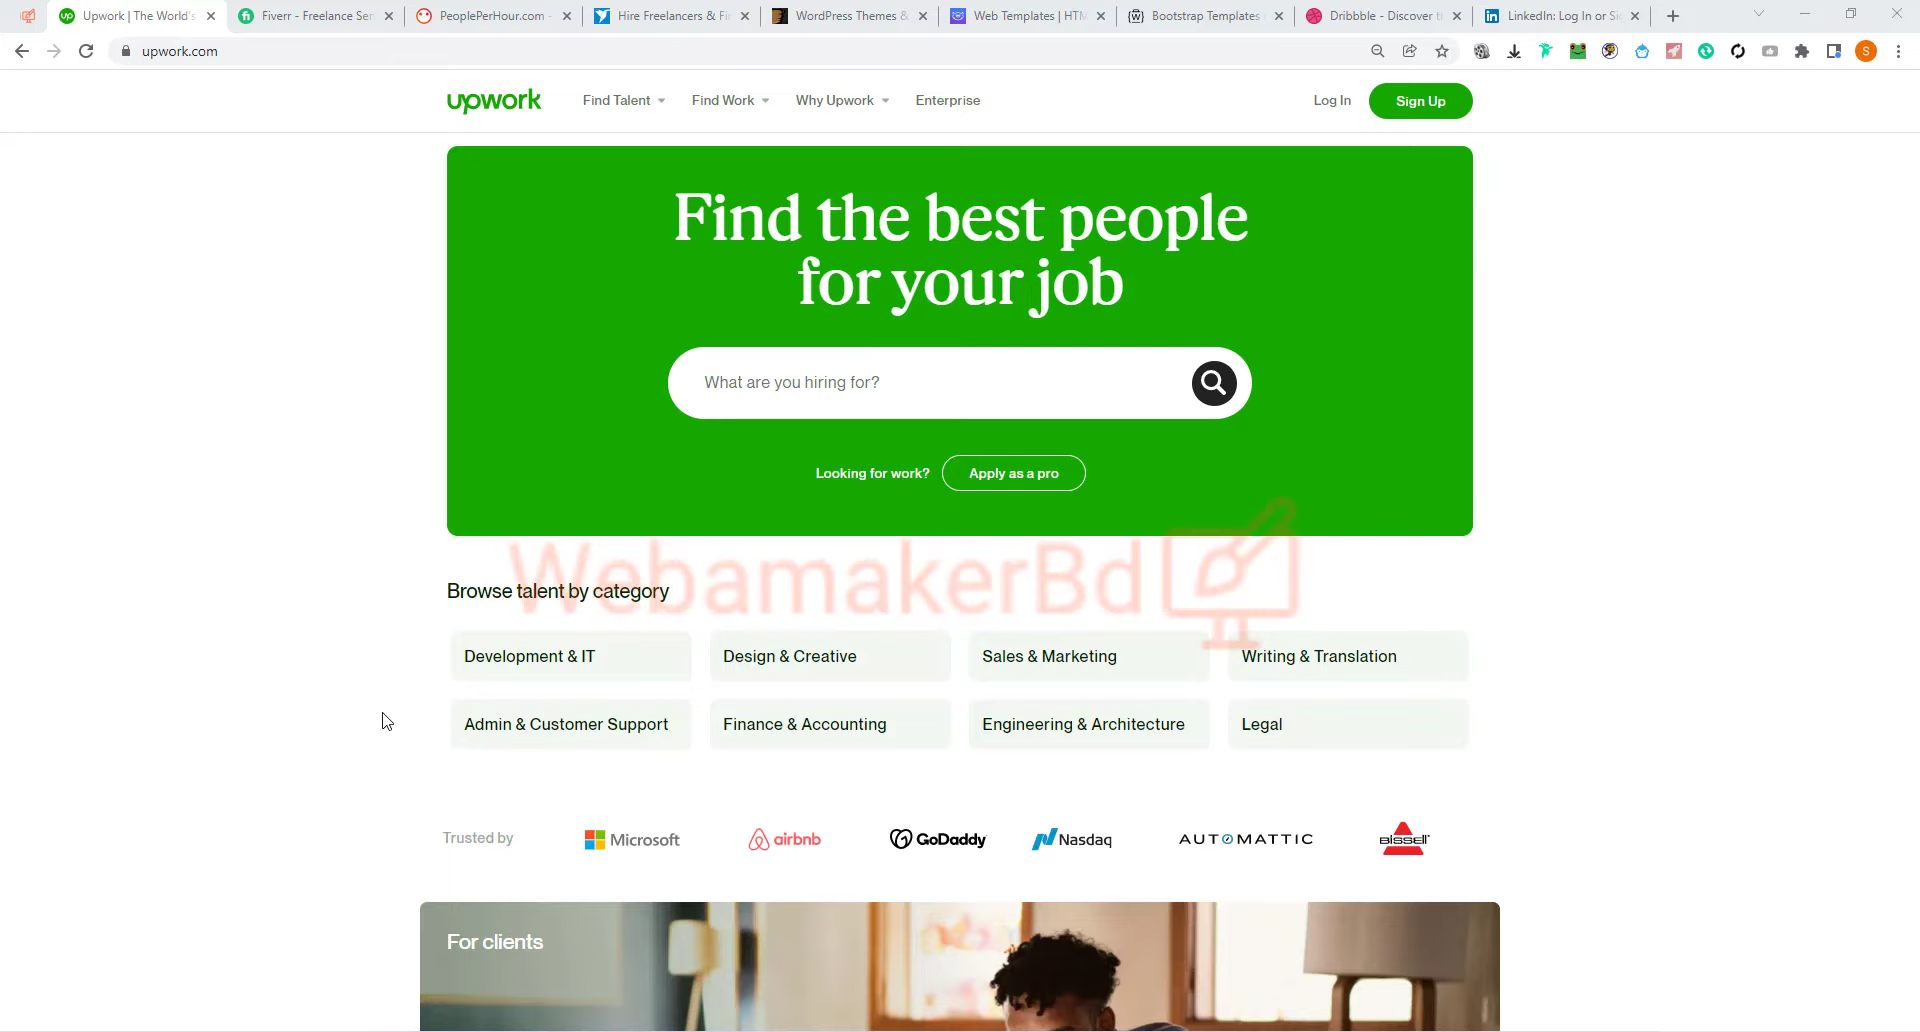 Upwork | The World's
Fiverr - Freelance Ser
PeoplePerHour.com -
Hire Freelancers & Fi
WordPress Themes &
Web Templates | HTM
Bootstrap Templates
Dribbble - Discover t
LinkedIn: Log In or Si
upwork.com
S
upwork
Find Talent
Find Work
Why Upwork
Enterprise
Log In
Sign Up
Find the best people
for your job
What are you hiring for?
Looking for work?
Apply as a pro
WebamakerBd
Browse talent by category
Development & IT
Design & Creative
Sales & Marketing
Writing & Translation
Admin & Customer Support
Finance & Accounting
Engineering & Architecture
Legal
Trusted by
Microsoft
airbnb
GoDaddy
Nasdaq
AUTOMATTIC
BISSELL
For clients